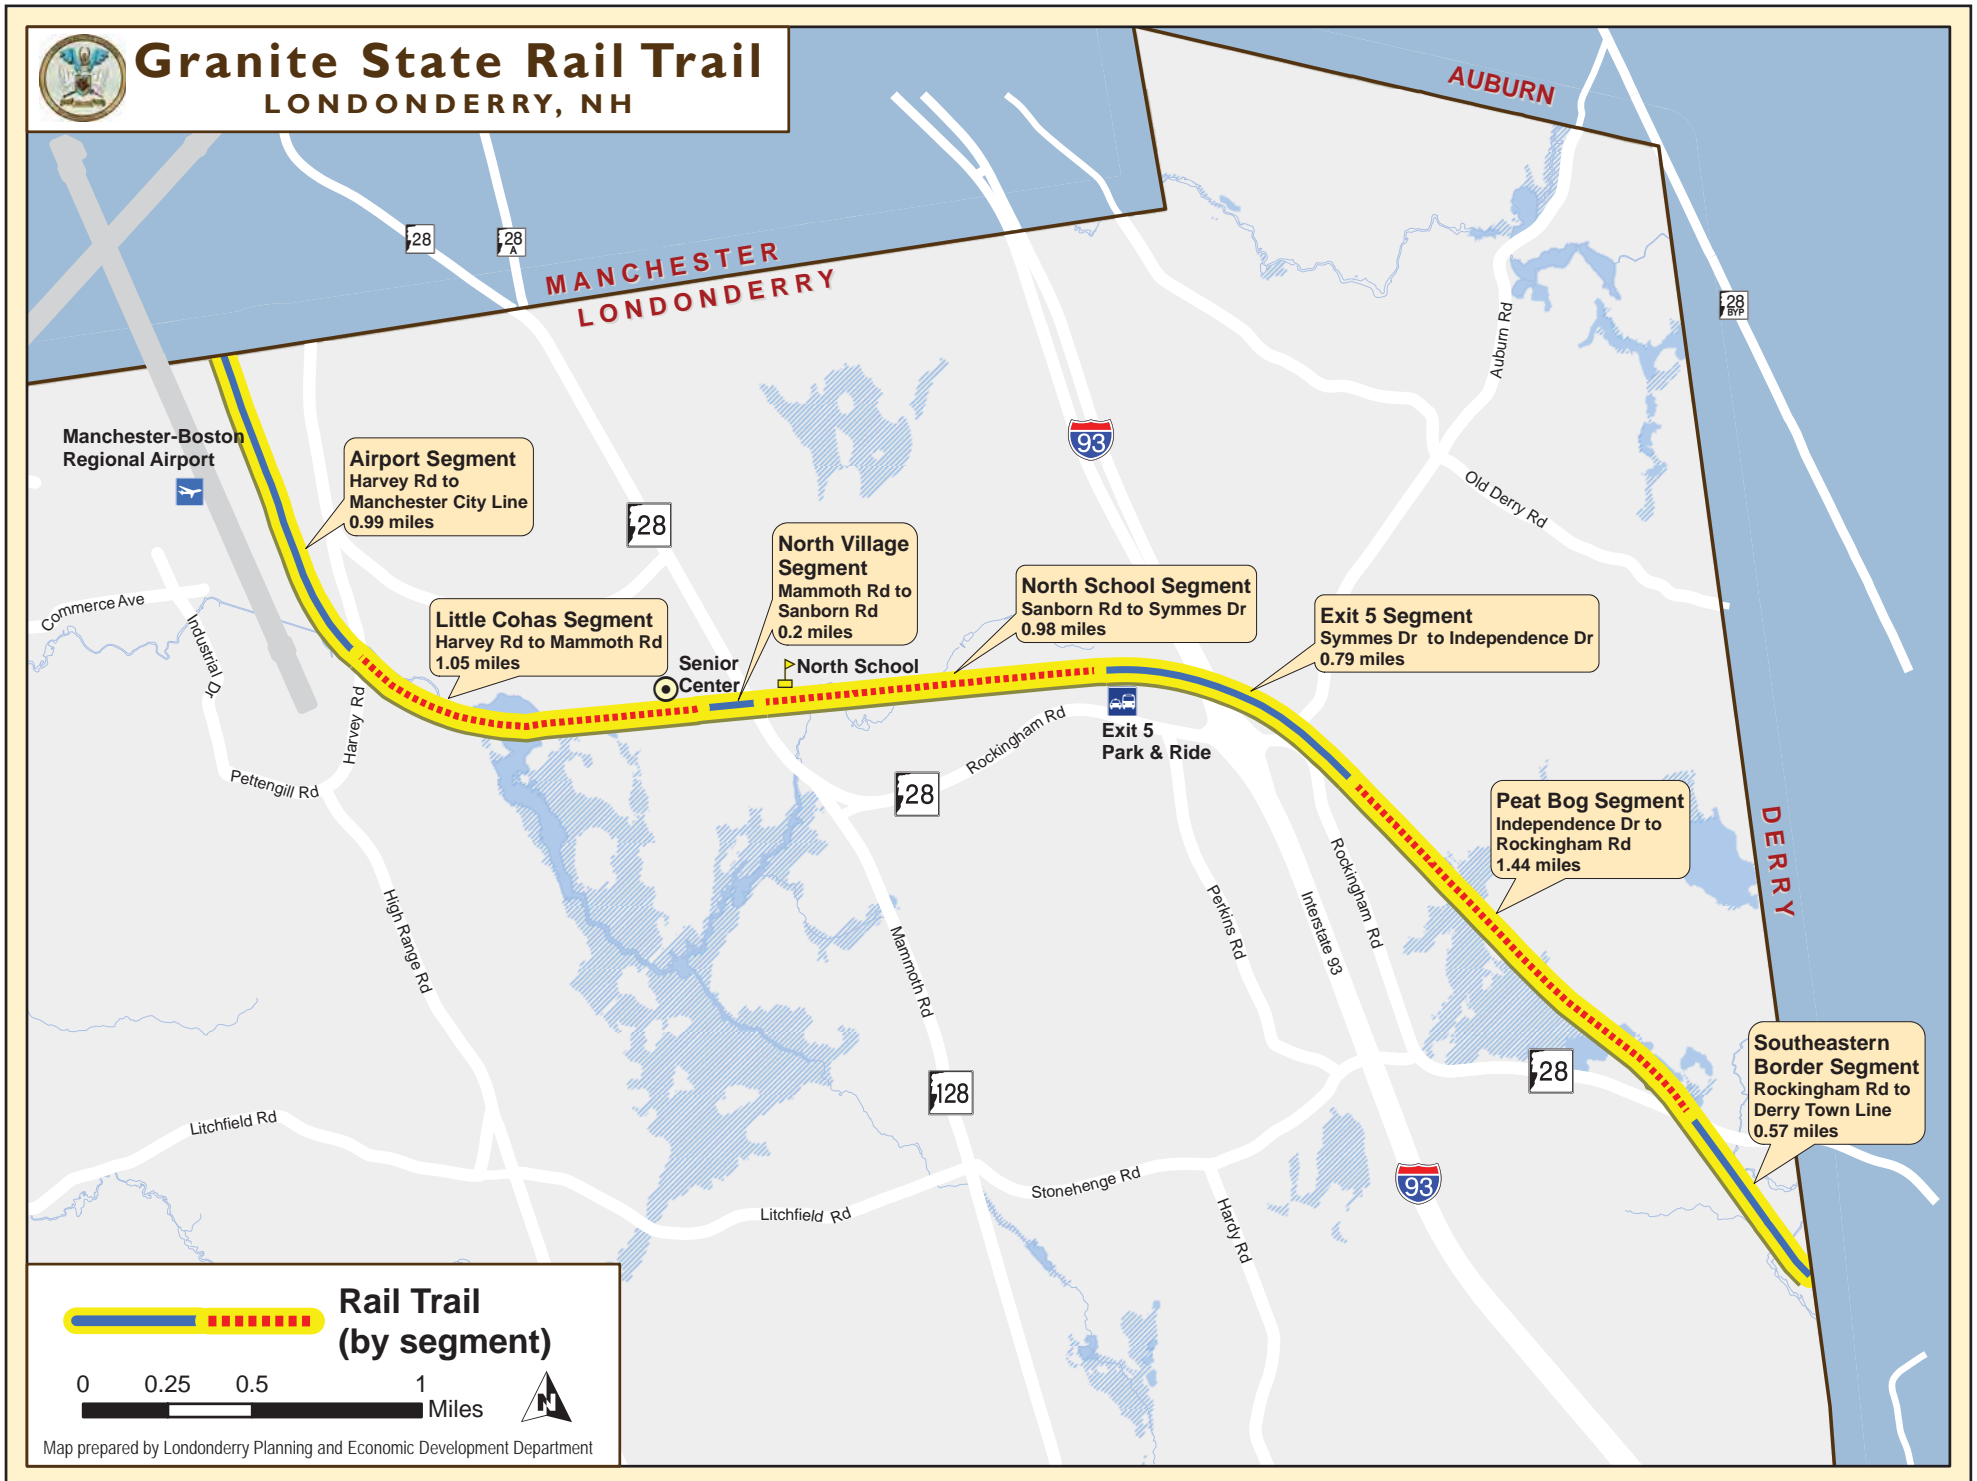 Granite State Rail Trail
LONDONDERRY, NH
AUBURN
28
28
A
MANCHESTER
LONDONDERRY
28
BYP
Auburn Rd
93
Manchester-Boston
Regional Airport
Airport Segment
Harvey Rd to
Manchester City Line
0.99 miles
Old Derry Rd
28
North Village
Segment
Mammoth Rd to
Sanborn Rd
0.2 miles
North School Segment
Sanborn Rd to Symmes Dr
0.98 miles
Exit 5 Segment
Symmes Dr to Independence Dr
0.79 miles
Commerce Ave
Industrial Dr
Little Cohas Segment
Harvey Rd to Mammoth Rd
1.05 miles
Senior
Center
North School
Harvey Rd
Pettengill Rd
Rockingham Rd
Exit 5
Park & Ride
28
Peat Bog Segment
Independence Dr to
Rockingham Rd
1.44 miles
DERRY
High Range Rd
Mammoth Rd
Perkins Rd
Interstate 93
Rockingham Rd
28
Southeastern
Border Segment
Rockingham Rd to
Derry Town Line
0.57 miles
128
Litchfield Rd
Litchfield Rd
Stonehenge Rd
Hardy Rd
93
Rail Trail
(by segment)
0 0.25 0.5 1
Miles
N
Map prepared by Londonderry Planning and Economic Development Department